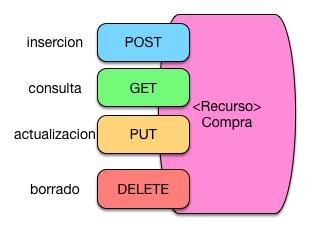 insercion POST
consulta GET
<Recurso>
Compra
actualizacion PUT
borrado DELETE